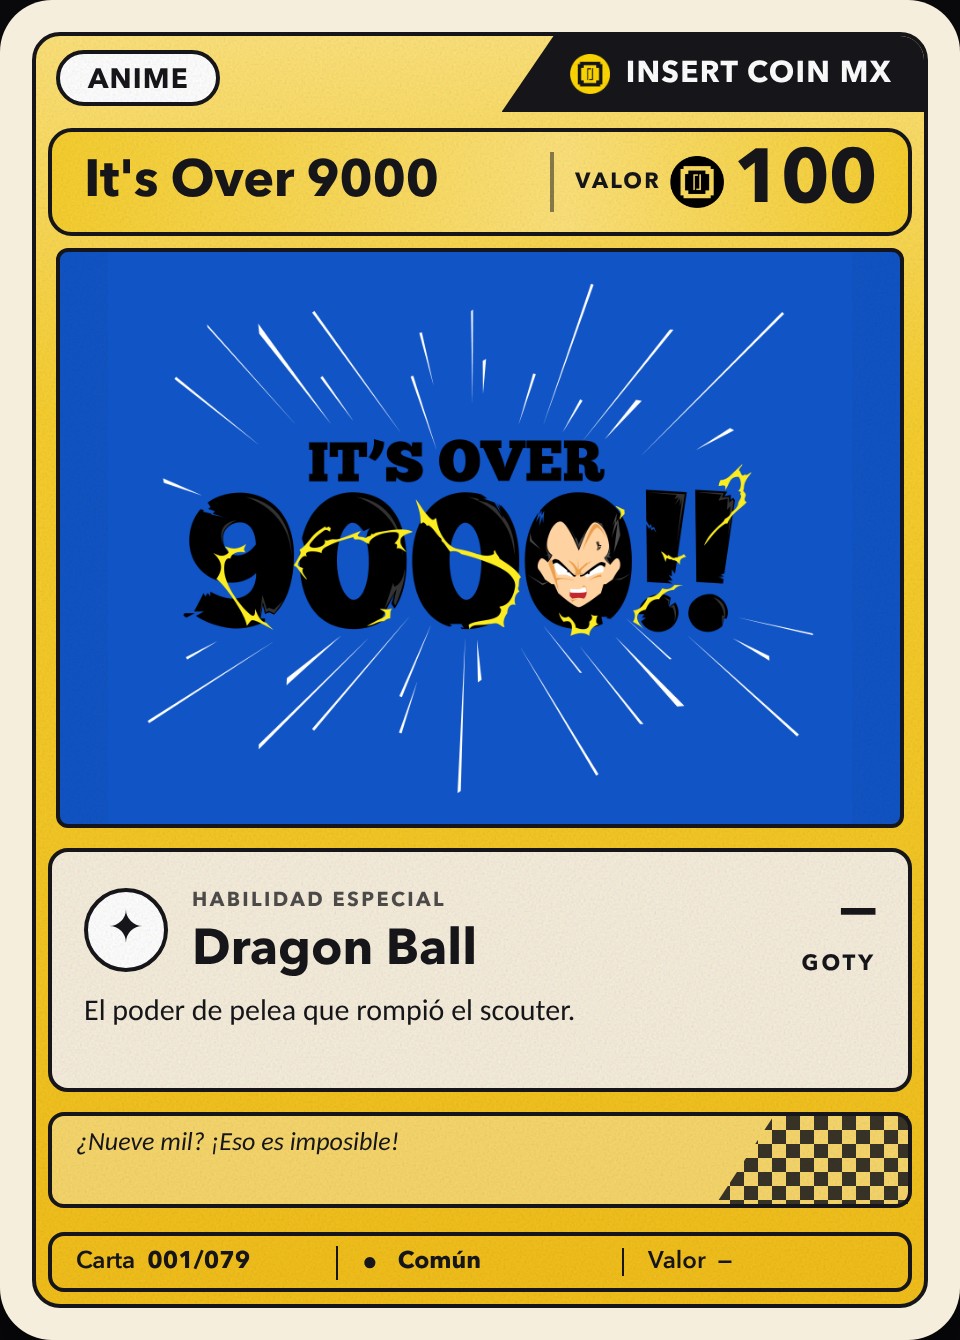 ANIME
INSERT COIN MX
It's Over 9000
VALOR 100
IT'S OVER
9000!!
HABILIDAD ESPECIAL
Dragon Ball
—
GOTY
El poder de pelea que rompió el scouter.
¿Nueve mil? ¡Eso es imposible!
Carta 001/079 ● Común Valor –